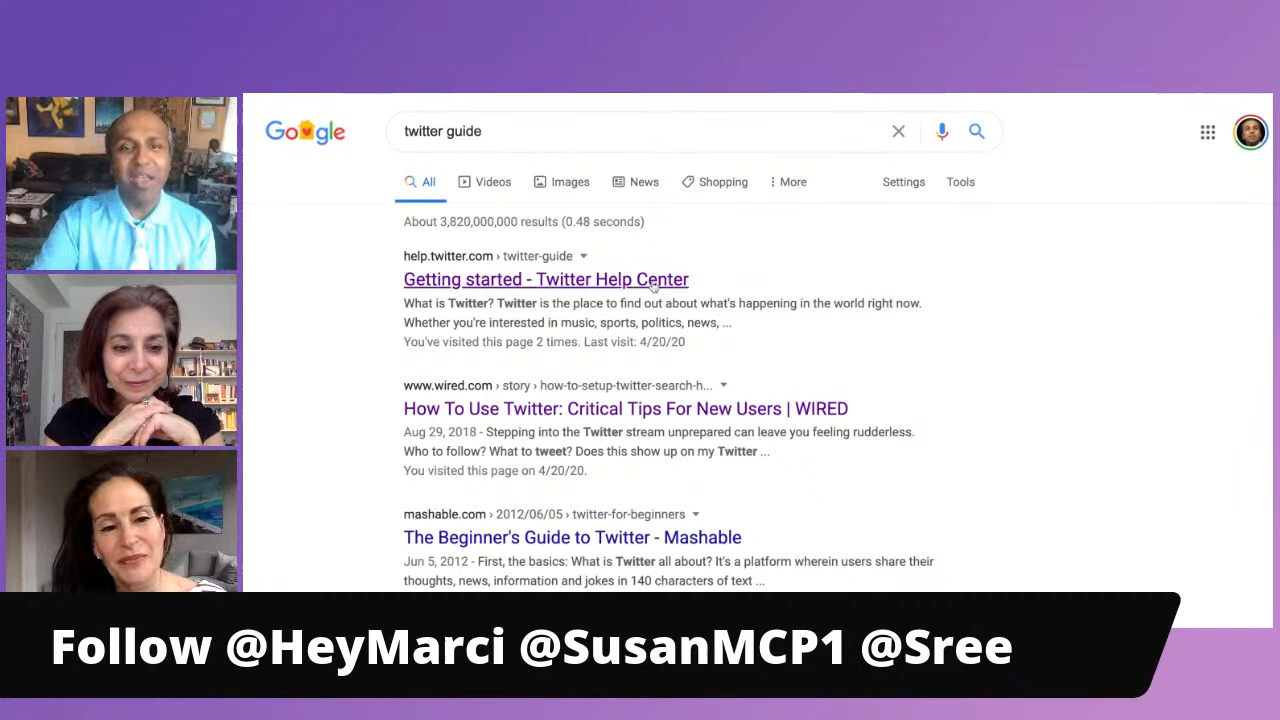 Google
twitter guide
All Videos Images News Shopping More Settings Tools
About 3,820,000,000 results (0.48 seconds)
help.twitter.com › twitter-guide
Getting started - Twitter Help Center
What is Twitter? Twitter is the place to find out about what's happening in the world right now.
Whether you're interested in music, sports, politics, news, ...
You've visited this page 2 times. Last visit: 4/20/20
www.wired.com › story › how-to-setup-twitter-search-h...
How To Use Twitter: Critical Tips For New Users | WIRED
Aug 29, 2018 - Stepping into the Twitter stream unprepared can leave you feeling rudderless.
Who to follow? What to tweet? Does this show up on my Twitter ...
You visited this page on 4/20/20.
mashable.com › 2012/06/05 › twitter-for-beginners
The Beginner's Guide to Twitter - Mashable
Jun 5, 2012 - First, the basics: What is Twitter all about? It's a platform wherein users share their
thoughts, news, information and jokes in 140 characters of text ...
Follow @HeyMarci @SusanMCP1 @Sree